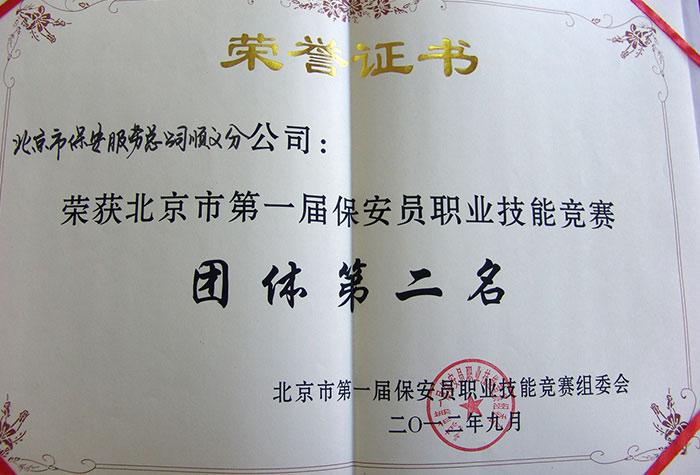 荣誉证书
北京市保安服务总公司顺义分公司：
荣获北京市第一届保安员职业技能竞赛
团体第二名
北京市第一届保安员职业技能竞赛组委会
二〇一二年九月